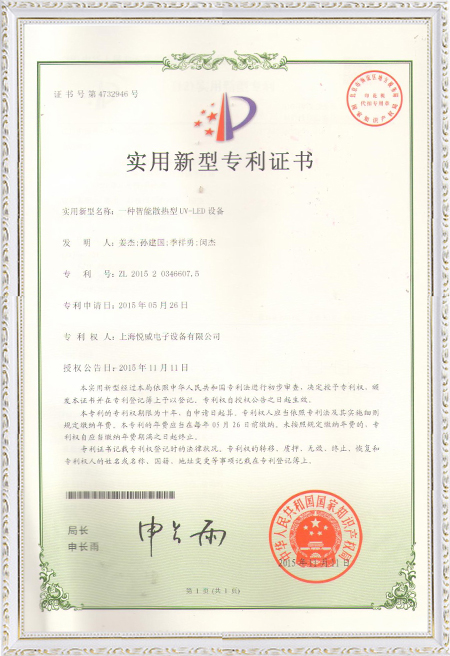 证书号第4732946号
实用新型专利证书
实用新型名称：一种智能散热型UV-LED设备
发 明 人：姜杰;孙建国;季祥勇;闵杰
专 利 号：ZL 2015 2 0346607.5
专利申请日：2015年05月26日
专 利 权 人：上海悦威电子设备有限公司
授权公告日：2015年11月11日
本实用新型经过本局依照中华人民共和国专利法进行初步审查，决定授予专利权，颁
发本证书并在专利登记簿上予以登记。专利权自授权公告之日起生效。
本专利的专利权期限为十年，自申请日起算。专利权人应当依照专利法及其实施细则
规定缴纳年费。本专利的年费应当在每年05月26日前缴纳。未按照规定缴纳年费的，专
利权自应当缴纳年费期满之日起终止。
专利证书记载专利权登记时的法律状况。专利权的转移、质押、无效、终止、恢复和
专利权人的姓名或名称、国籍、地址变更等事项记载在专利登记簿上。
局长
申长雨
申长雨
中华人民共和国国家知识产权局
2015年11月11日
第1页(共1页)